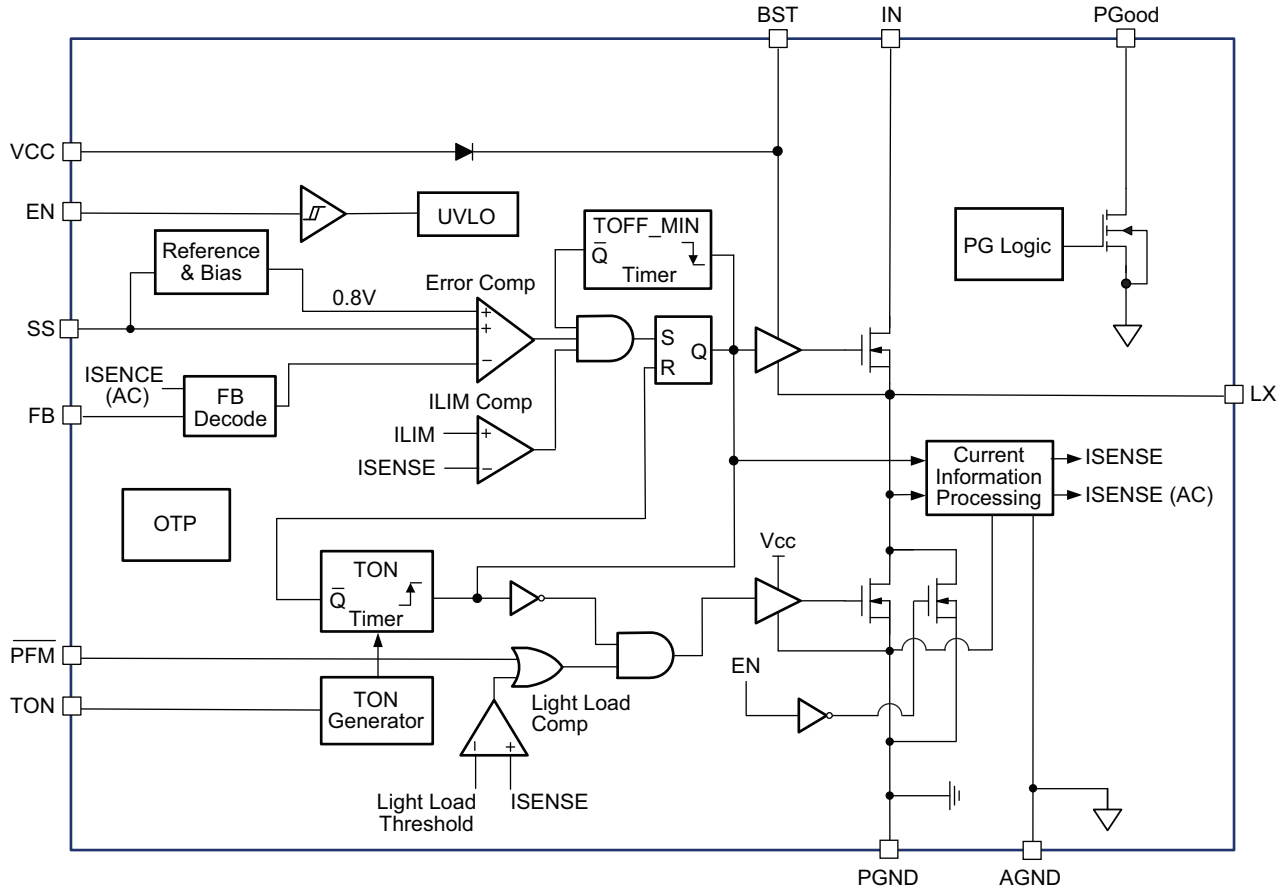 BST
IN
PGood
VCC
EN
UVLO
TOFF_MIN
Q̅
Timer
PG Logic
Reference
& Bias
Error Comp
0.8V
+
+
−
SS
S
Q
R
ISENCE
(AC)
FB
Decode
FB
ILIM Comp
ILIM
+
ISENSE
−
LX
Current
Information
Processing
ISENSE
ISENSE (AC)
OTP
Vcc
TON
Q̅
Timer
P̅F̅M̅
EN
TON
TON
Generator
Light Load
Comp
−
+
Light Load
Threshold
ISENSE
PGND
AGND